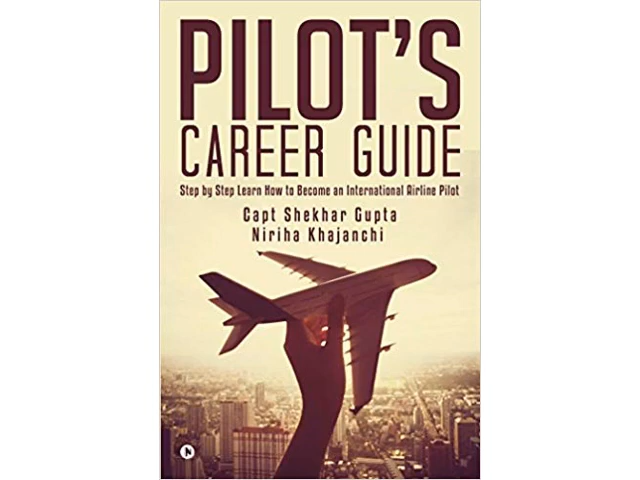 PILOT'S
CAREER GUIDE
Step by Step Learn How to Become an International Airline Pilot
Capt Shekhar Gupta
Niriha Khajanchi
N